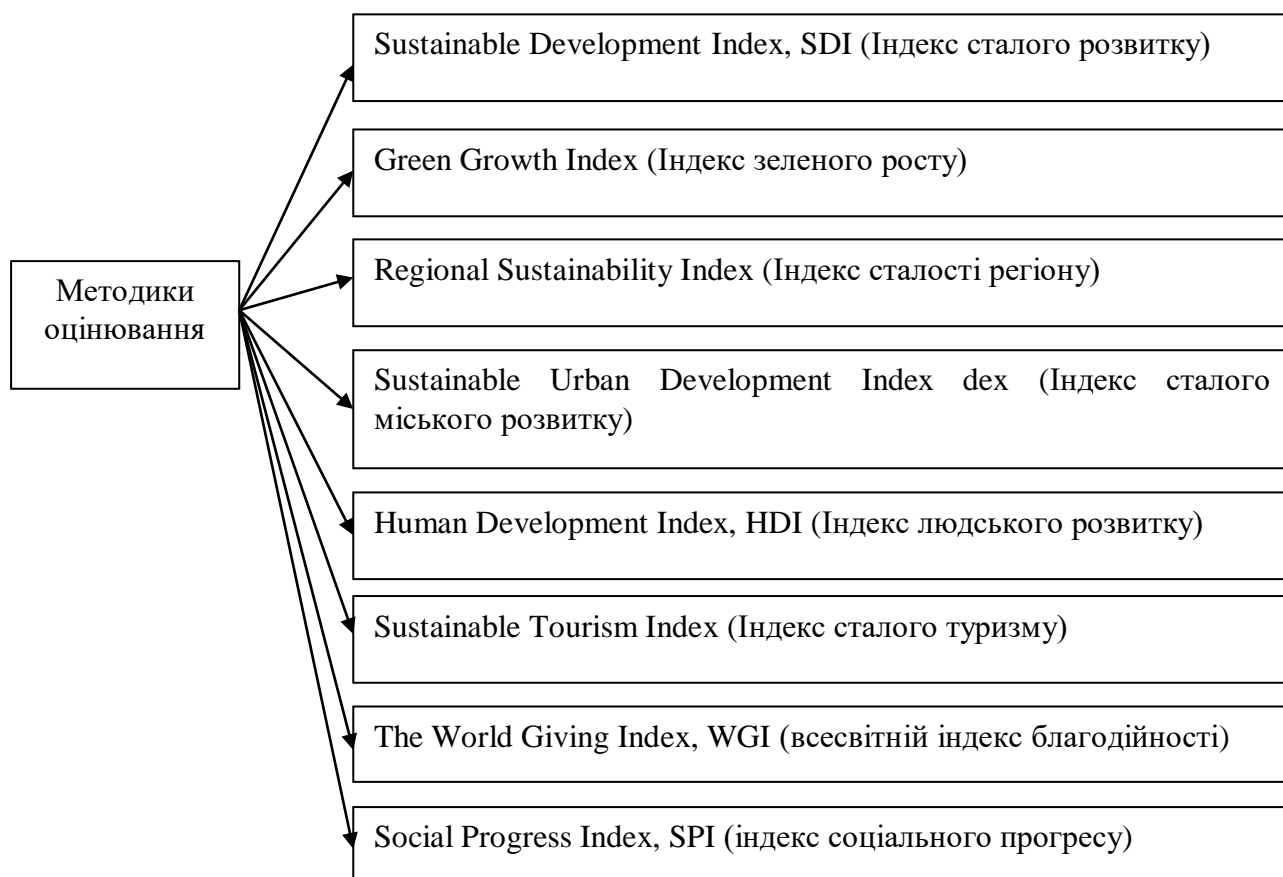 Sustainable Development Index, SDI (Індекс сталого розвитку)
Green Growth Index (Індекс зеленого росту)
Regional Sustainability Index (Індекс сталості регіону)
Методики
оцінювання
Sustainable Urban Development Index dex (Індекс сталого
міського розвитку)
Human Development Index, HDI (Індекс людського розвитку)
Sustainable Tourism Index (Індекс сталого туризму)
The World Giving Index, WGI (всесвітній індекс благодійності)
Social Progress Index, SPI (індекс соціального прогресу)